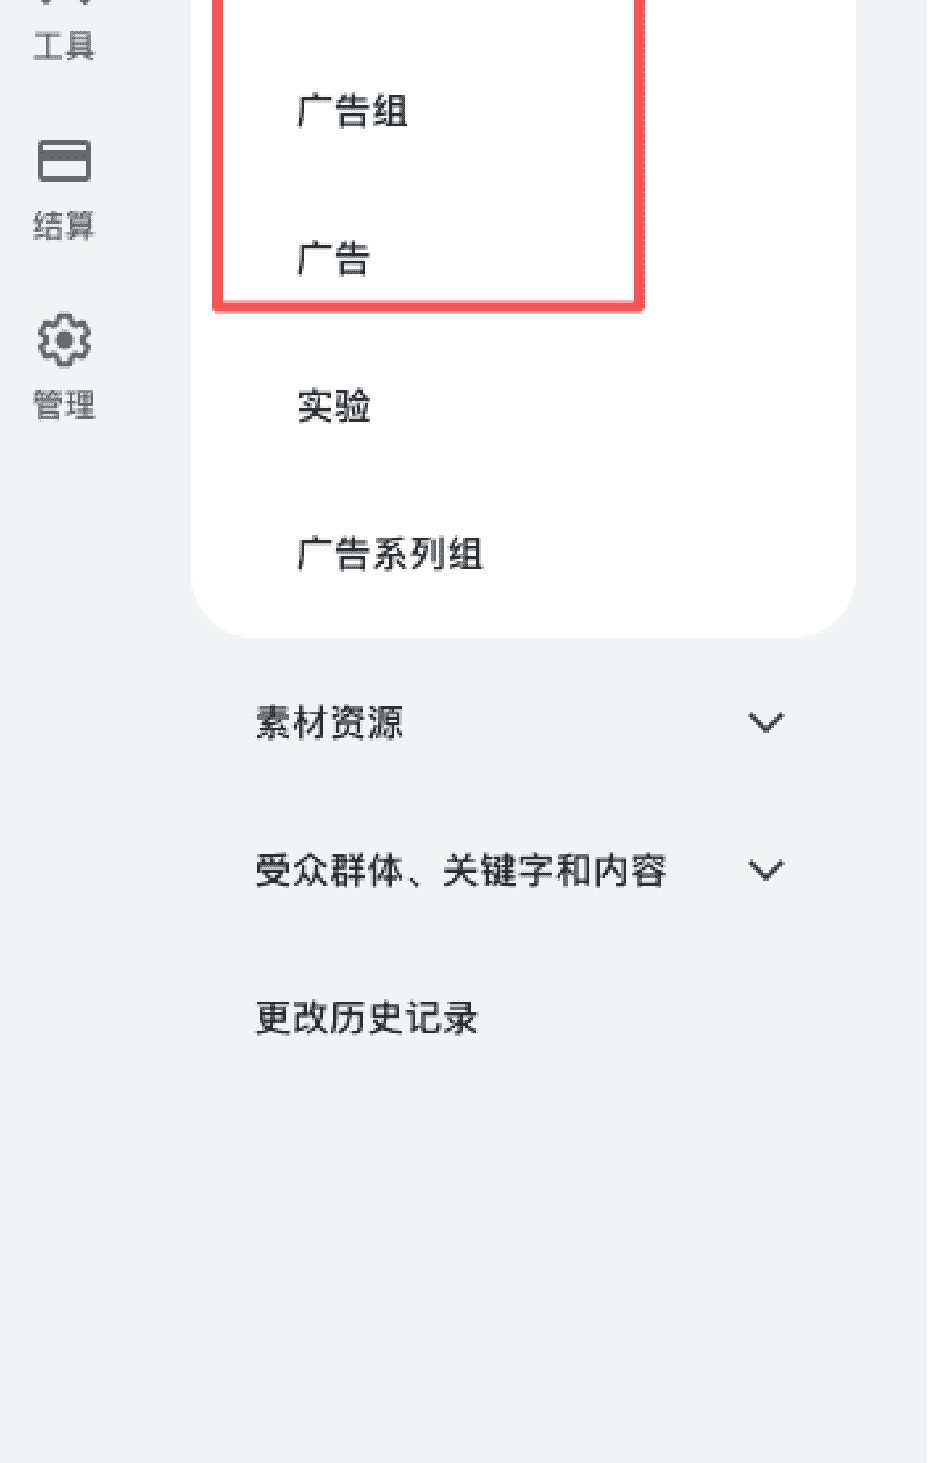 工具
结算
管理
广告组
广告
实验
广告系列组
素材资源
受众群体、关键字和内容
更改历史记录